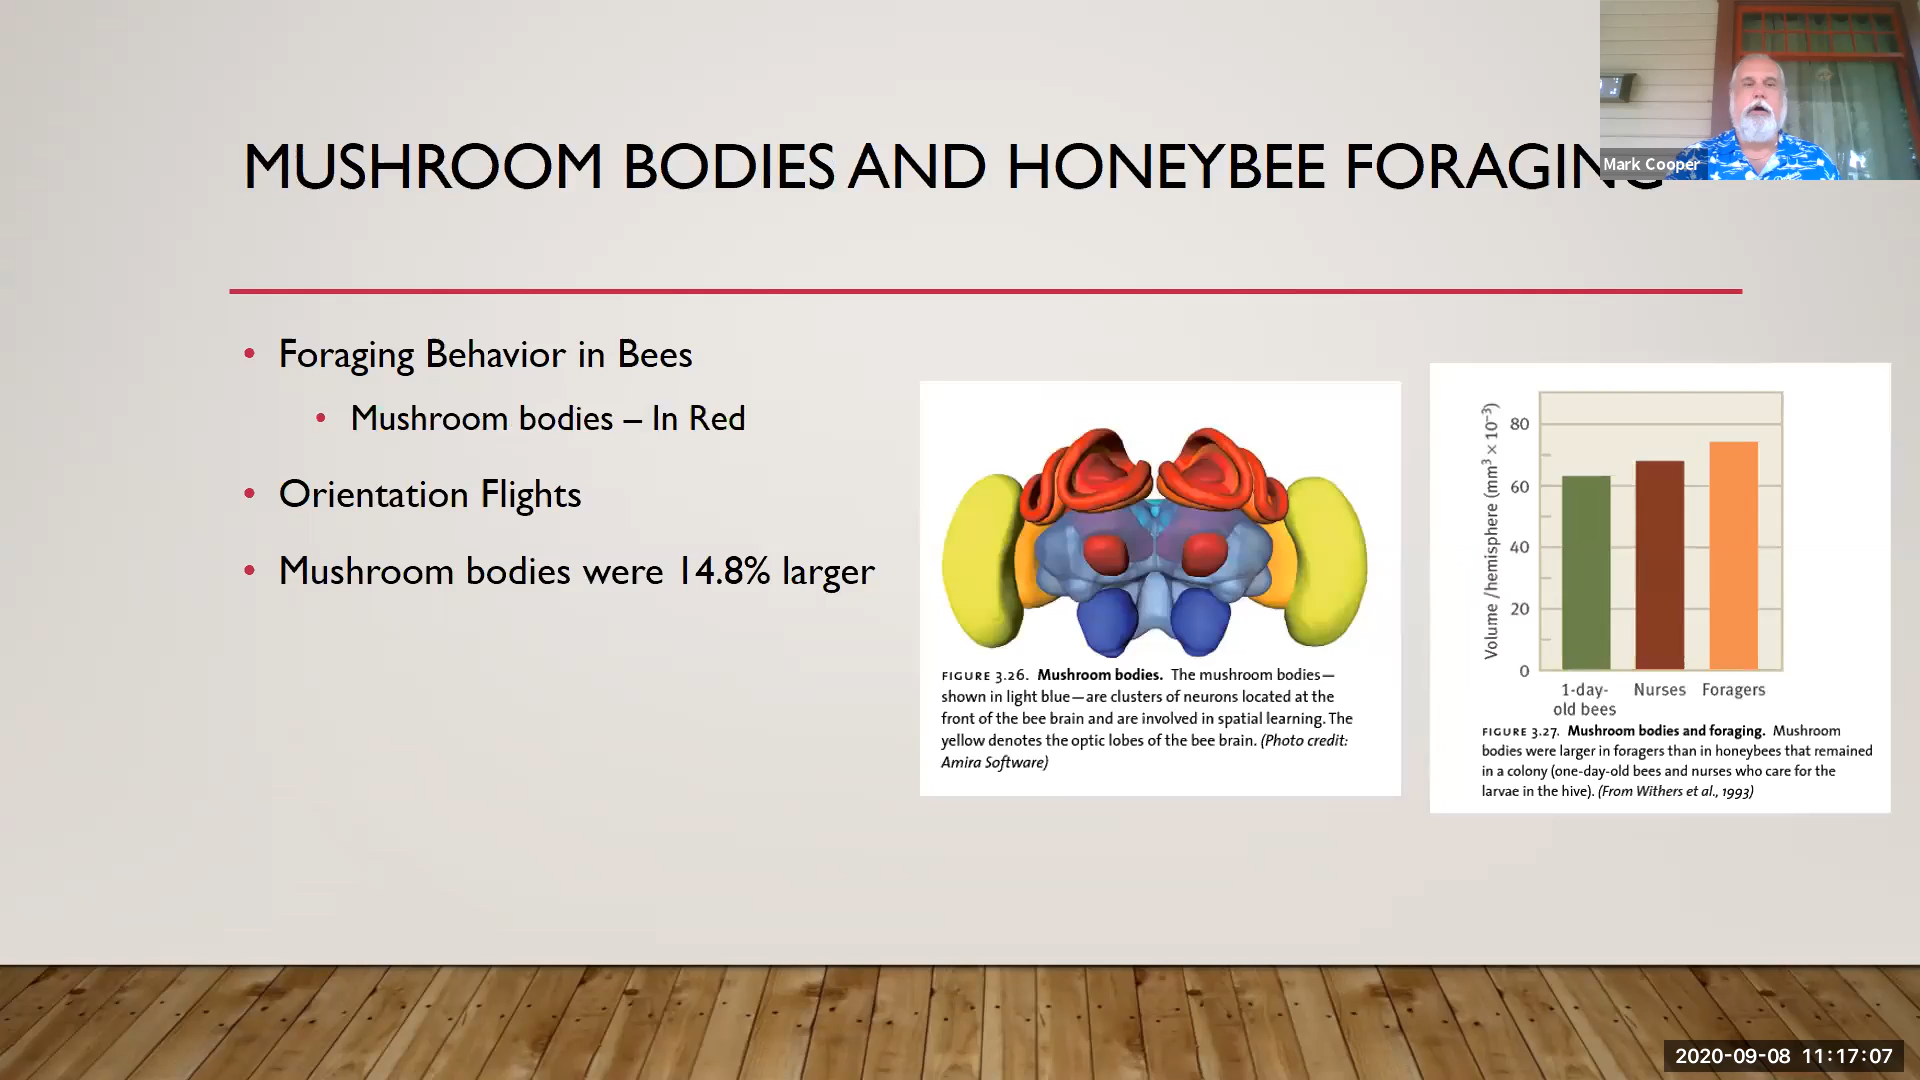 MUSHROOM BODIES AND HONEYBEE FORAGING
Mark Cooper
• Foraging Behavior in Bees
• Mushroom bodies – In Red
• Orientation Flights
• Mushroom bodies were 14.8% larger
FIGURE 3.26. Mushroom bodies. The mushroom bodies—
shown in light blue—are clusters of neurons located at the
front of the bee brain and are involved in spatial learning. The
yellow denotes the optic lobes of the bee brain. (Photo credit:
Amira Software)
Volume /hemisphere (mm³ × 10⁻³)
80
60
40
20
0
1-day-
old bees
Nurses
Foragers
FIGURE 3.27. Mushroom bodies and foraging. Mushroom
bodies were larger in foragers than in honeybees that remained
in a colony (one-day-old bees and nurses who care for the
larvae in the hive). (From Withers et al., 1993)
2020-09-08 11:17:07